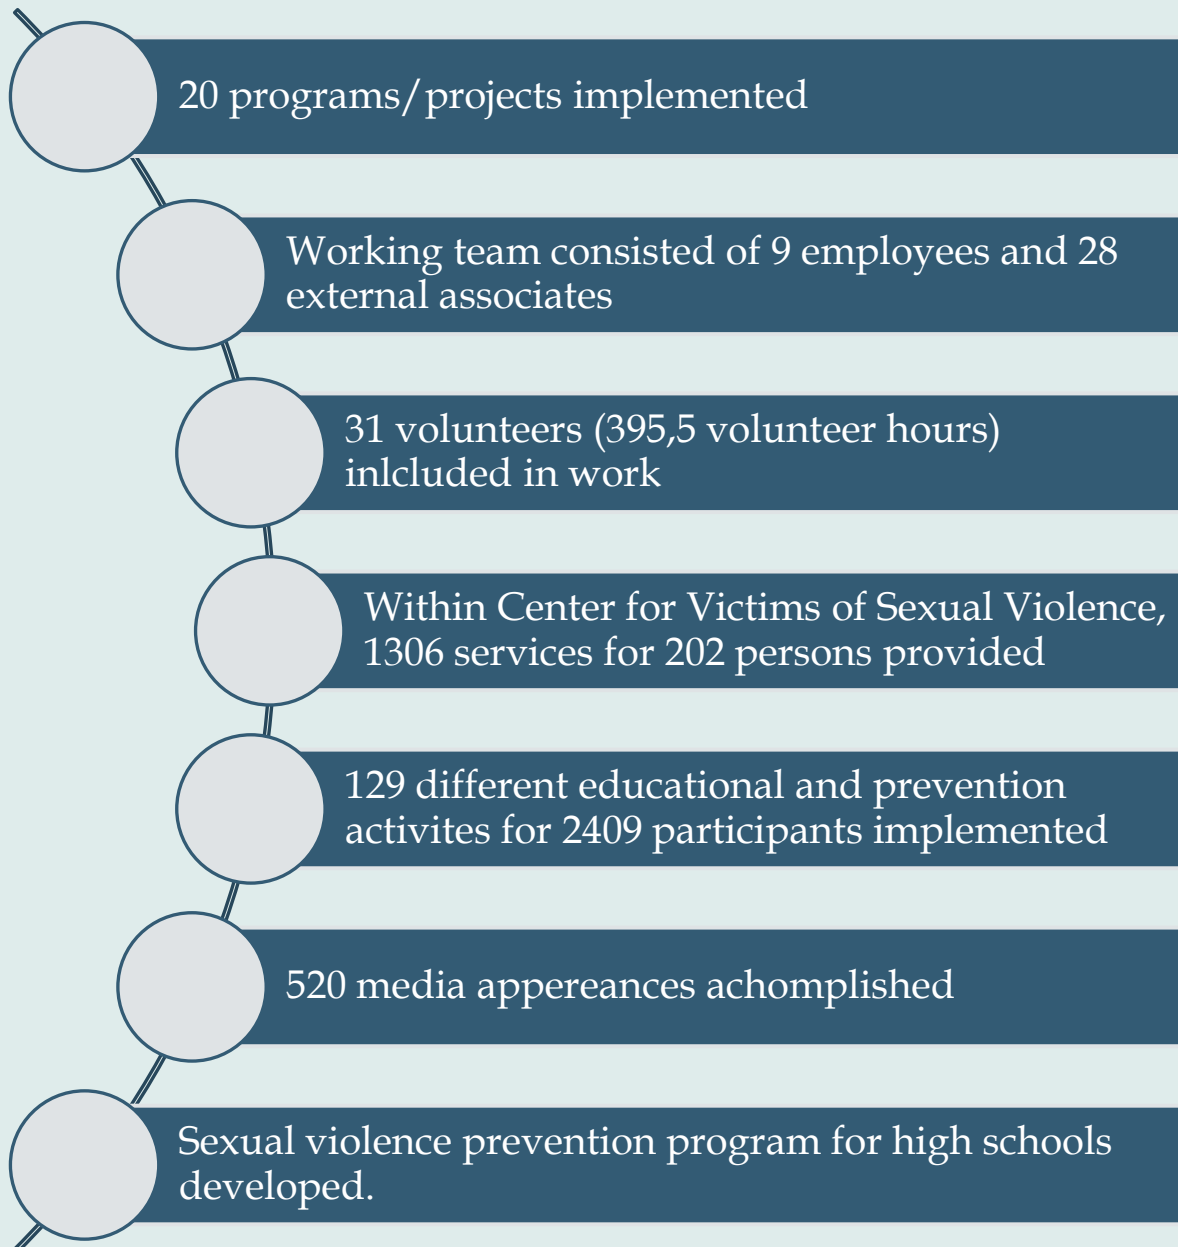 20 programs/projects implemented
Working team consisted of 9 employees and 28
external associates
31 volunteers (395,5 volunteer hours)
inlcluded in work
Within Center for Victims of Sexual Violence,
1306 services for 202 persons provided
129 different educational and prevention
activites for 2409 participants implemented
520 media appereances achomplished
Sexual violence prevention program for high schools
developed.